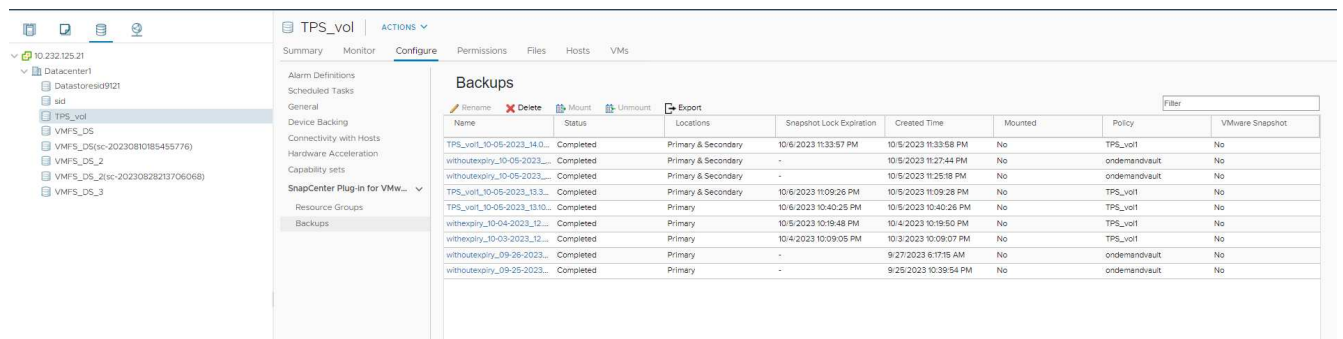 TPS_vol ACTIONS
Summary Monitor Configure Permissions Files Hosts VMs
10.232.125.21
Datacenter1
Datastoresid9121
sid
TPS_vol
VMFS_DS
VMFS_DS(sc-20230810185455776)
VMFS_DS_2
VMFS_DS_2(sc-20230828213706068)
VMFS_DS_3
Alarm Definitions
Scheduled Tasks
General
Device Backing
Connectivity with Hosts
Hardware Acceleration
Capability sets
SnapCenter Plug-in for VMw...
Resource Groups
Backups
Backups
Rename Delete Mount Unmount Export Filter
Name Status Locations Snapshot Lock Expiration Created Time Mounted Policy VMware Snapshot
TPS_vol1_10-05-2023_14.0... Completed Primary & Secondary 10/6/2023 11:33:57 PM 10/5/2023 11:33:58 PM No TPS_vol1 No
withoutexpiry_10-05-2023_... Completed Primary & Secondary - 10/5/2023 11:27:44 PM No ondemandvault No
withoutexpiry_10-05-2023_... Completed Primary & Secondary - 10/5/2023 11:25:18 PM No ondemandvault No
TPS_vol1_10-05-2023_13.3... Completed Primary & Secondary 10/6/2023 11:09:26 PM 10/5/2023 11:09:28 PM No TPS_vol1 No
TPS_vol1_10-05-2023_13.10... Completed Primary 10/6/2023 10:40:25 PM 10/5/2023 10:40:26 PM No TPS_vol1 No
withexpiry_10-04-2023_12.... Completed Primary 10/5/2023 10:19:48 PM 10/4/2023 10:19:50 PM No TPS_vol1 No
withexpiry_10-03-2023_12.... Completed Primary 10/4/2023 10:09:05 PM 10/3/2023 10:09:07 PM No TPS_vol1 No
withoutexpiry_09-26-2023... Completed Primary - 9/27/2023 6:17:15 AM No ondemandvault No
withoutexpiry_09-25-2023... Completed Primary - 9/25/2023 10:39:54 PM No ondemandvault No